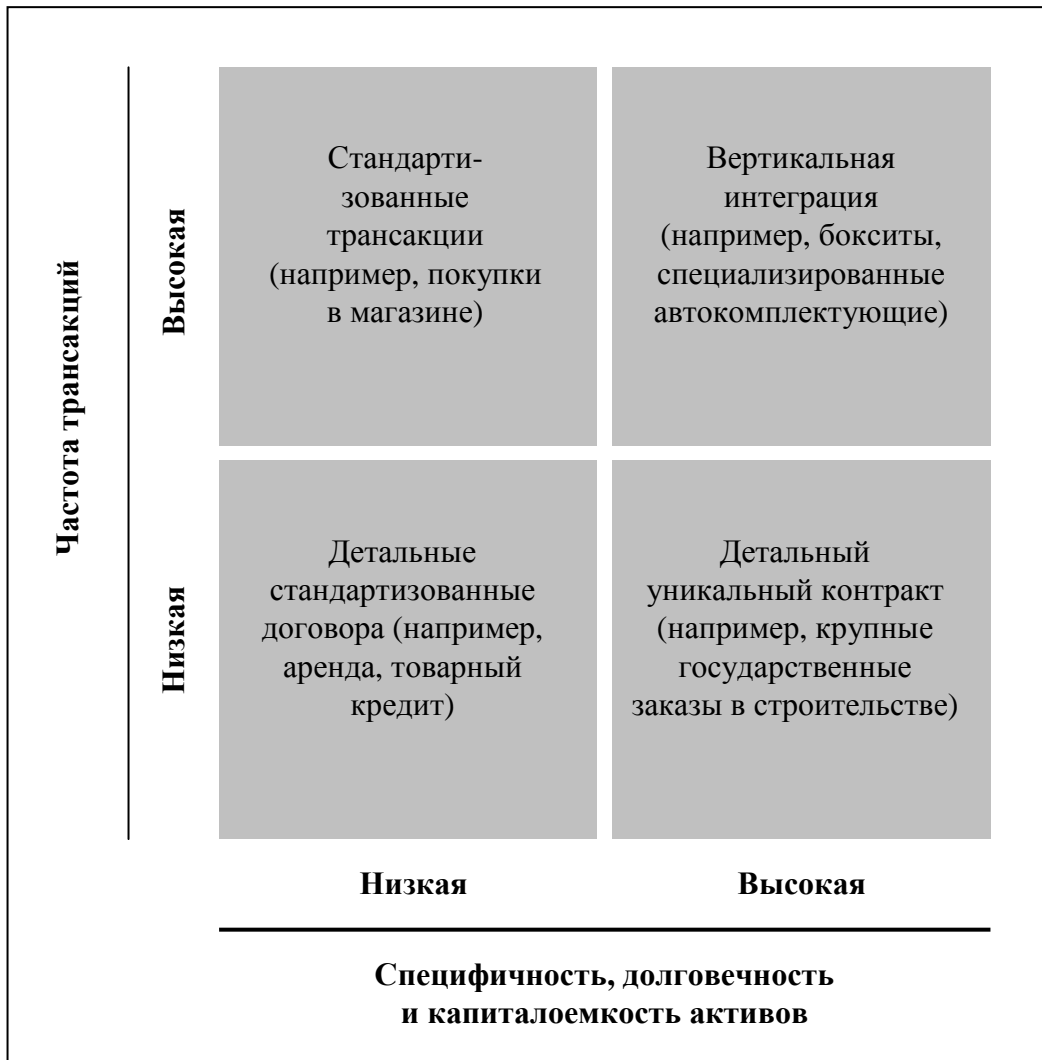 Частота трансакций
Высокая
Стандарти-
зованные
трансакции
(например, покупки
в магазине)
Вертикальная
интеграция
(например, бокситы,
специализированные
автокомплектующие)
Низкая
Детальные
стандартизованные
договора (например,
аренда, товарный
кредит)
Детальный
уникальный контракт
(например, крупные
государственные
заказы в строительстве)
Низкая
Высокая
Специфичность, долговечность
и капиталоемкость активов